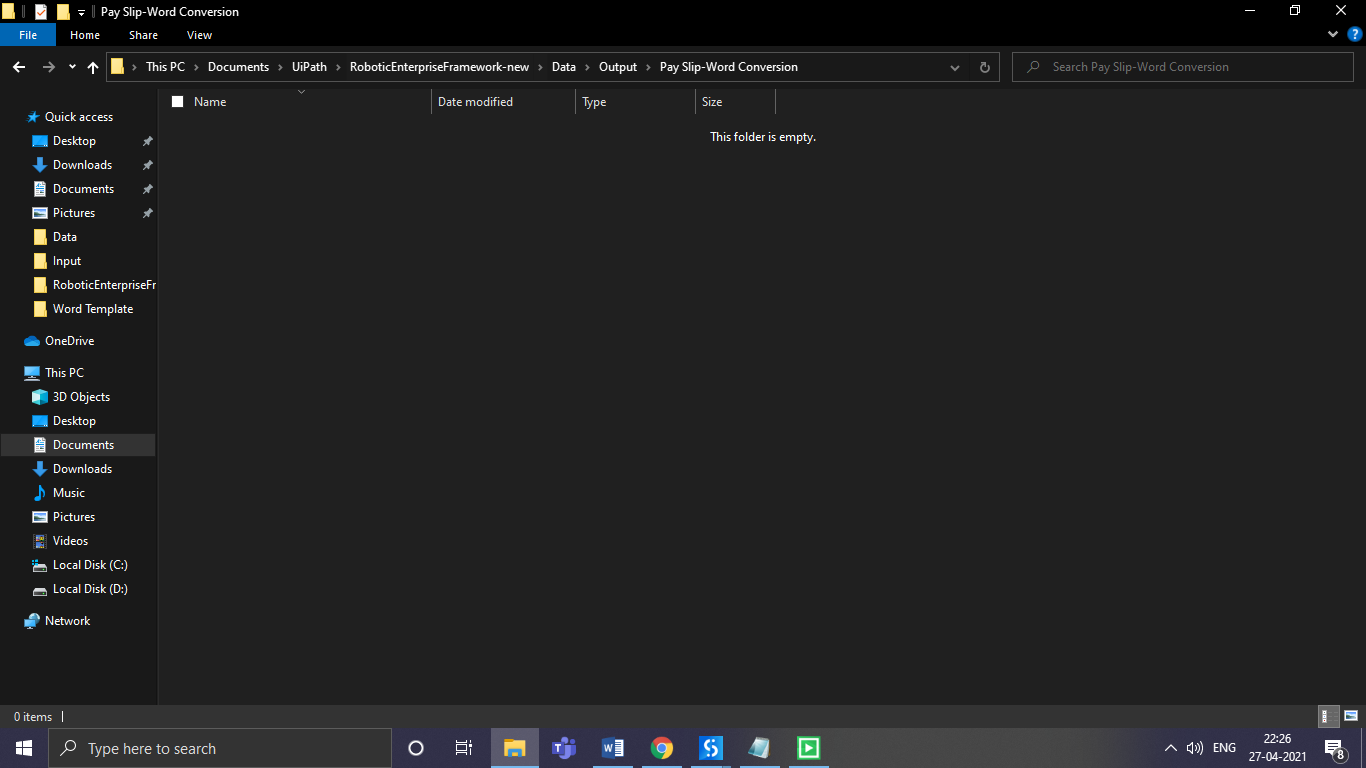 Pay Slip-Word Conversion
File Home Share View
This PC Documents UiPath RoboticEnterpriseFramework-new Data Output Pay Slip-Word Conversion
Search Pay Slip-Word Conversion
Name Date modified Type Size
This folder is empty.
Quick access
Desktop
Downloads
Documents
Pictures
Data
Input
RoboticEnterpriseFr
Word Template
OneDrive
This PC
3D Objects
Desktop
Documents
Downloads
Music
Pictures
Videos
Local Disk (C:)
Local Disk (D:)
Network
0 items
Type here to search
ENG
22:26
27-04-2021
8